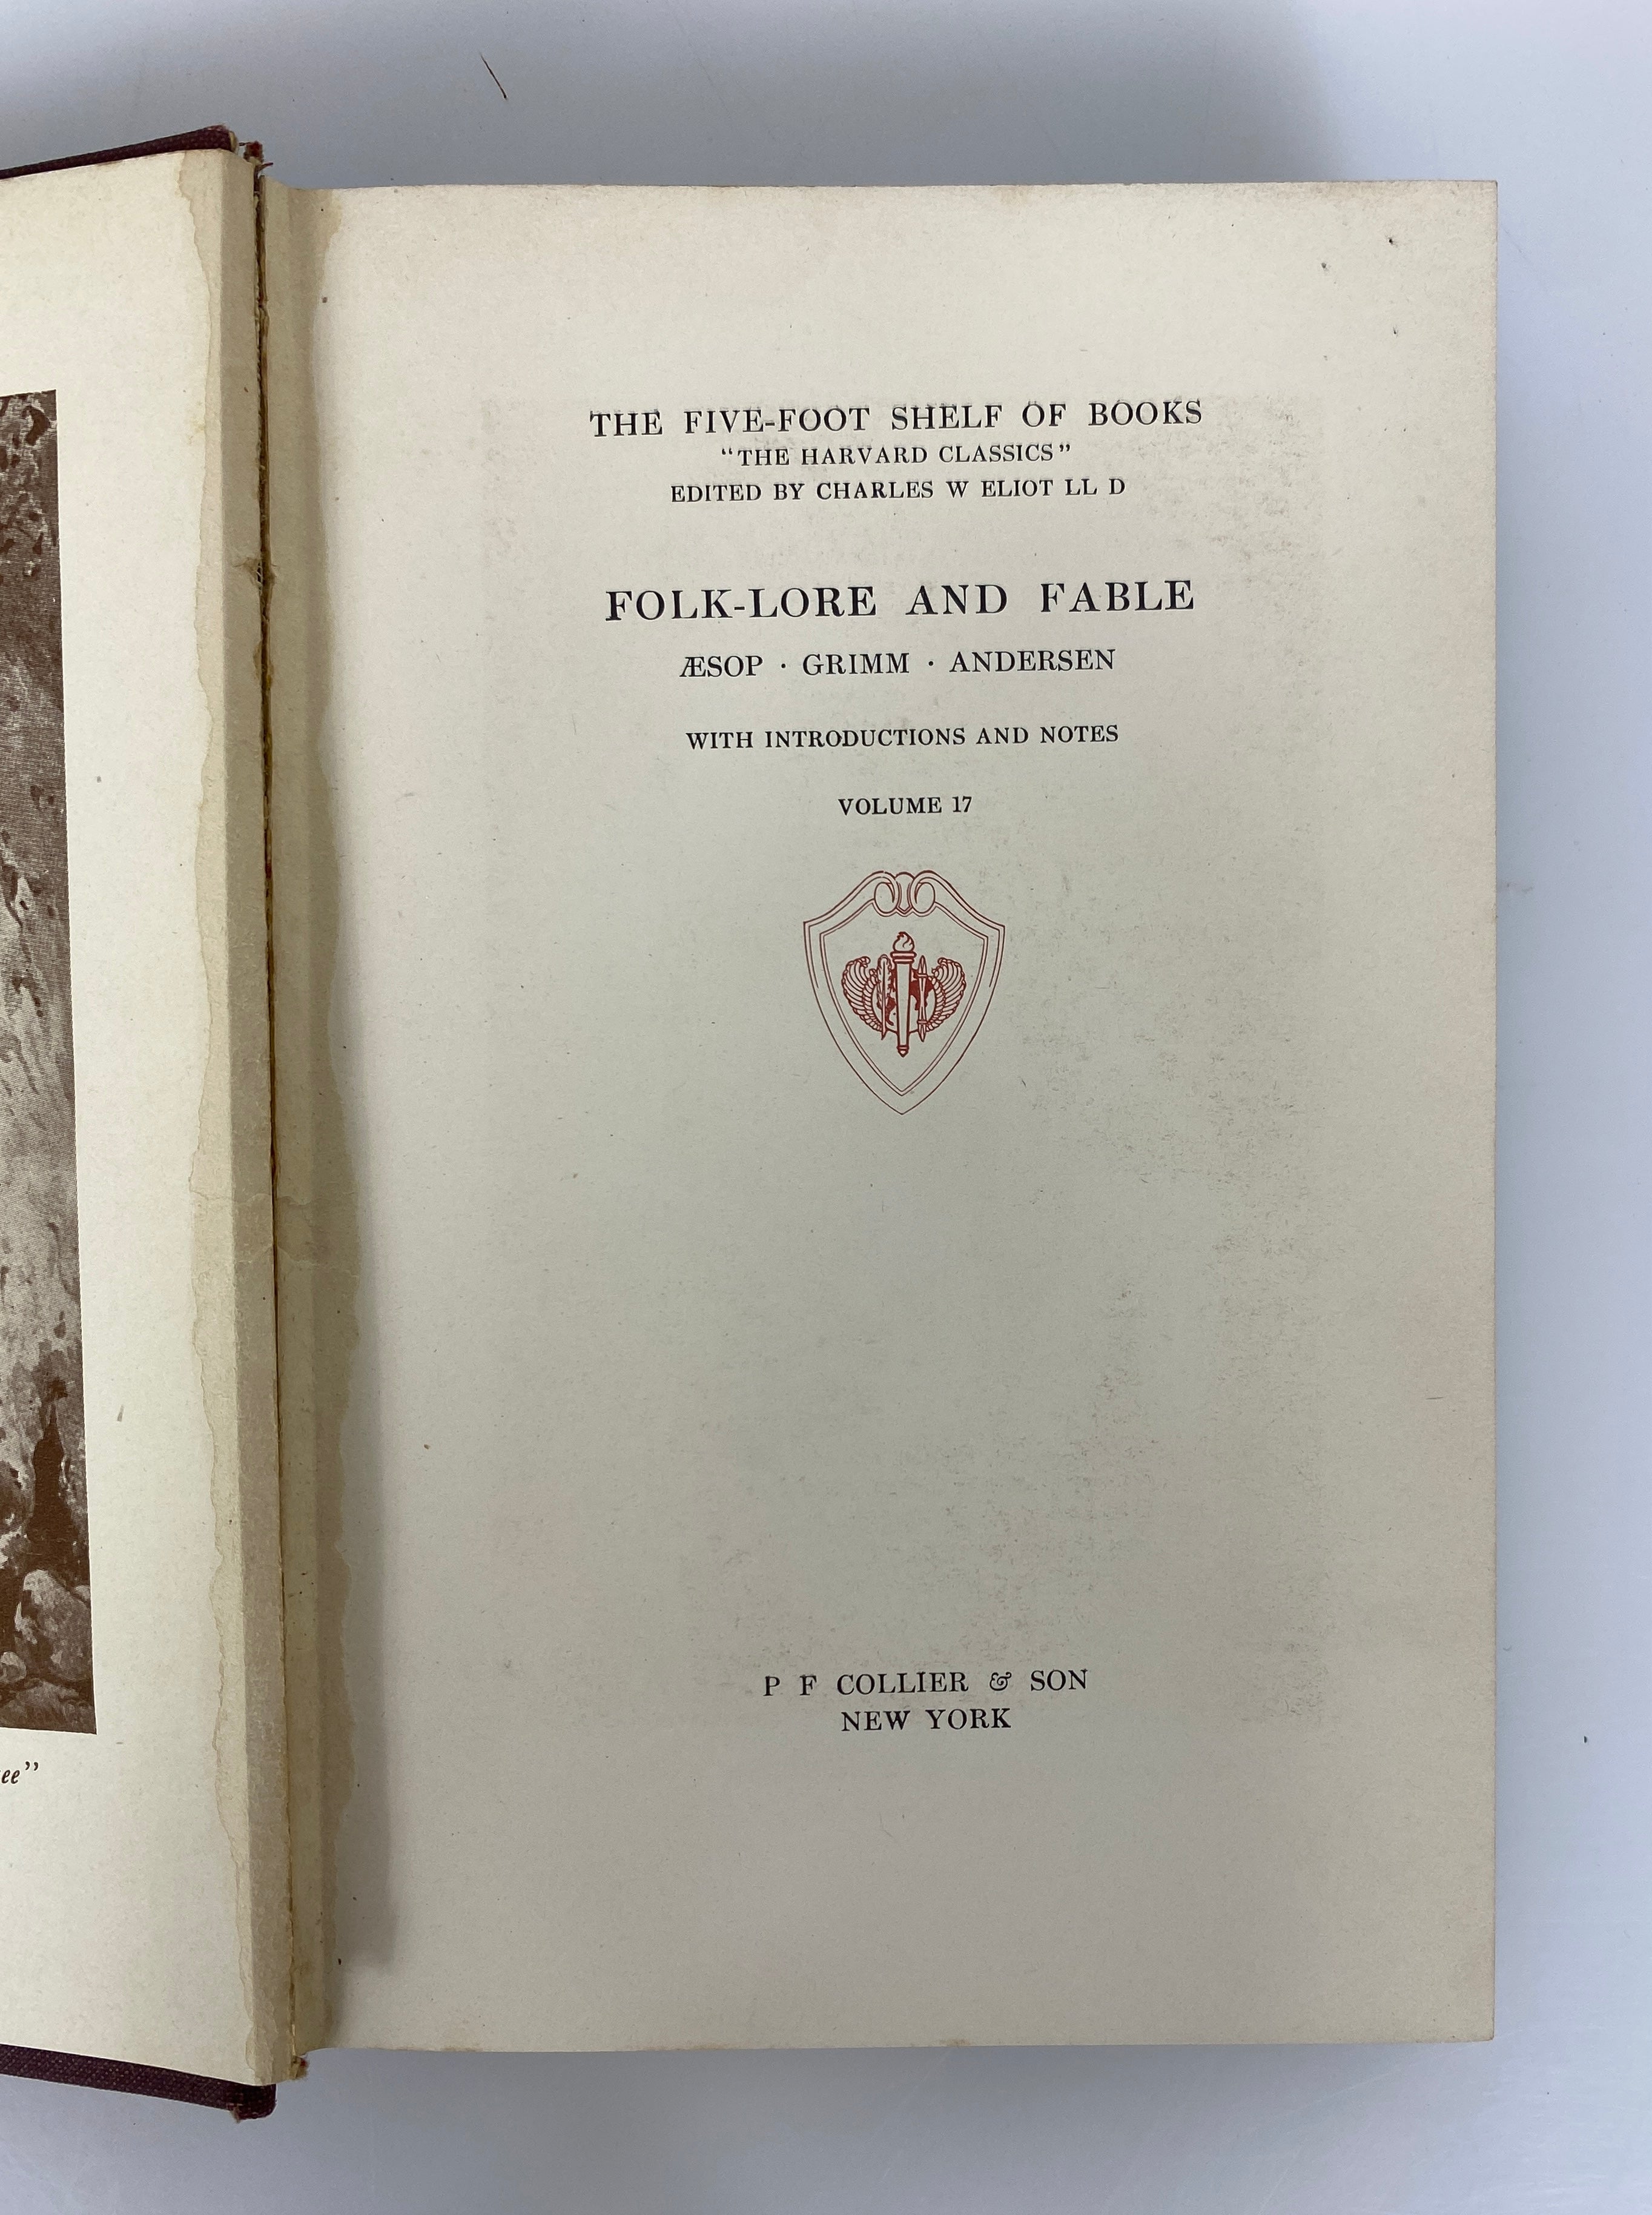 THE FIVE-FOOT SHELF OF BOOKS
"THE HARVARD CLASSICS"
EDITED BY CHARLES W ELIOT LL D
FOLK-LORE AND FABLE
ÆSOP · GRIMM · ANDERSEN
WITH INTRODUCTIONS AND NOTES
VOLUME 17
P F COLLIER & SON
NEW YORK
ee"